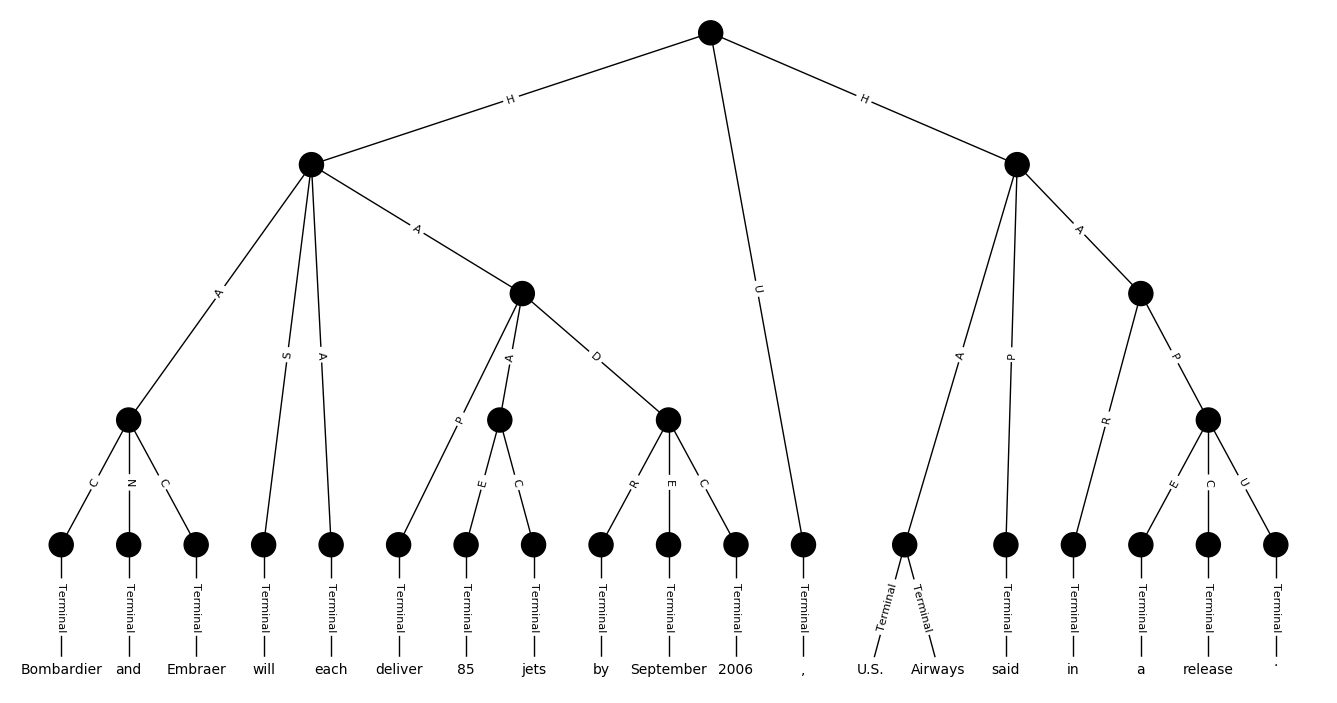 H H
A A
A U
A S A A D A P P
P R
C N C E C R E C E C U
Terminal Terminal Terminal Terminal Terminal Terminal Terminal Terminal Terminal Terminal Terminal Terminal Terminal Terminal Terminal Terminal Terminal Terminal Terminal
Bombardier and Embraer will each deliver 85 jets by September 2006 , U.S. Airways said in a release .